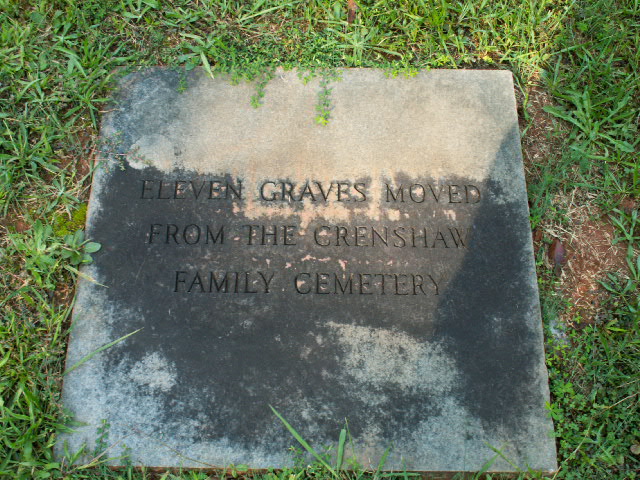 ELEVEN GRAVES MOVED
FROM THE CRENSHAW
FAMILY CEMETERY